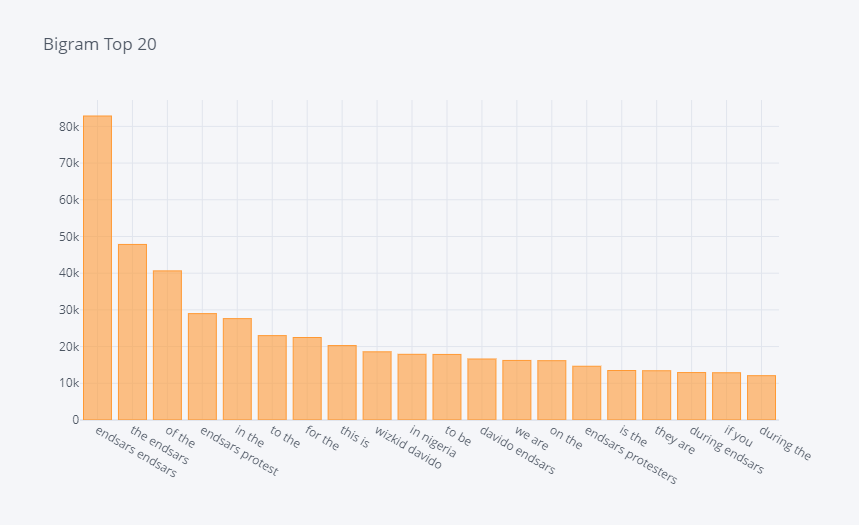 Bigram Top 20
80k
70k
60k
50k
40k
30k
20k
10k
0
endsars endsars
the endsars
of the
endsars protest
in the
to the
for the
this is
wizkid davido
in nigeria
to be
davido endsars
we are
on the
endsars protesters
is the
they are
during endsars
if you
during the